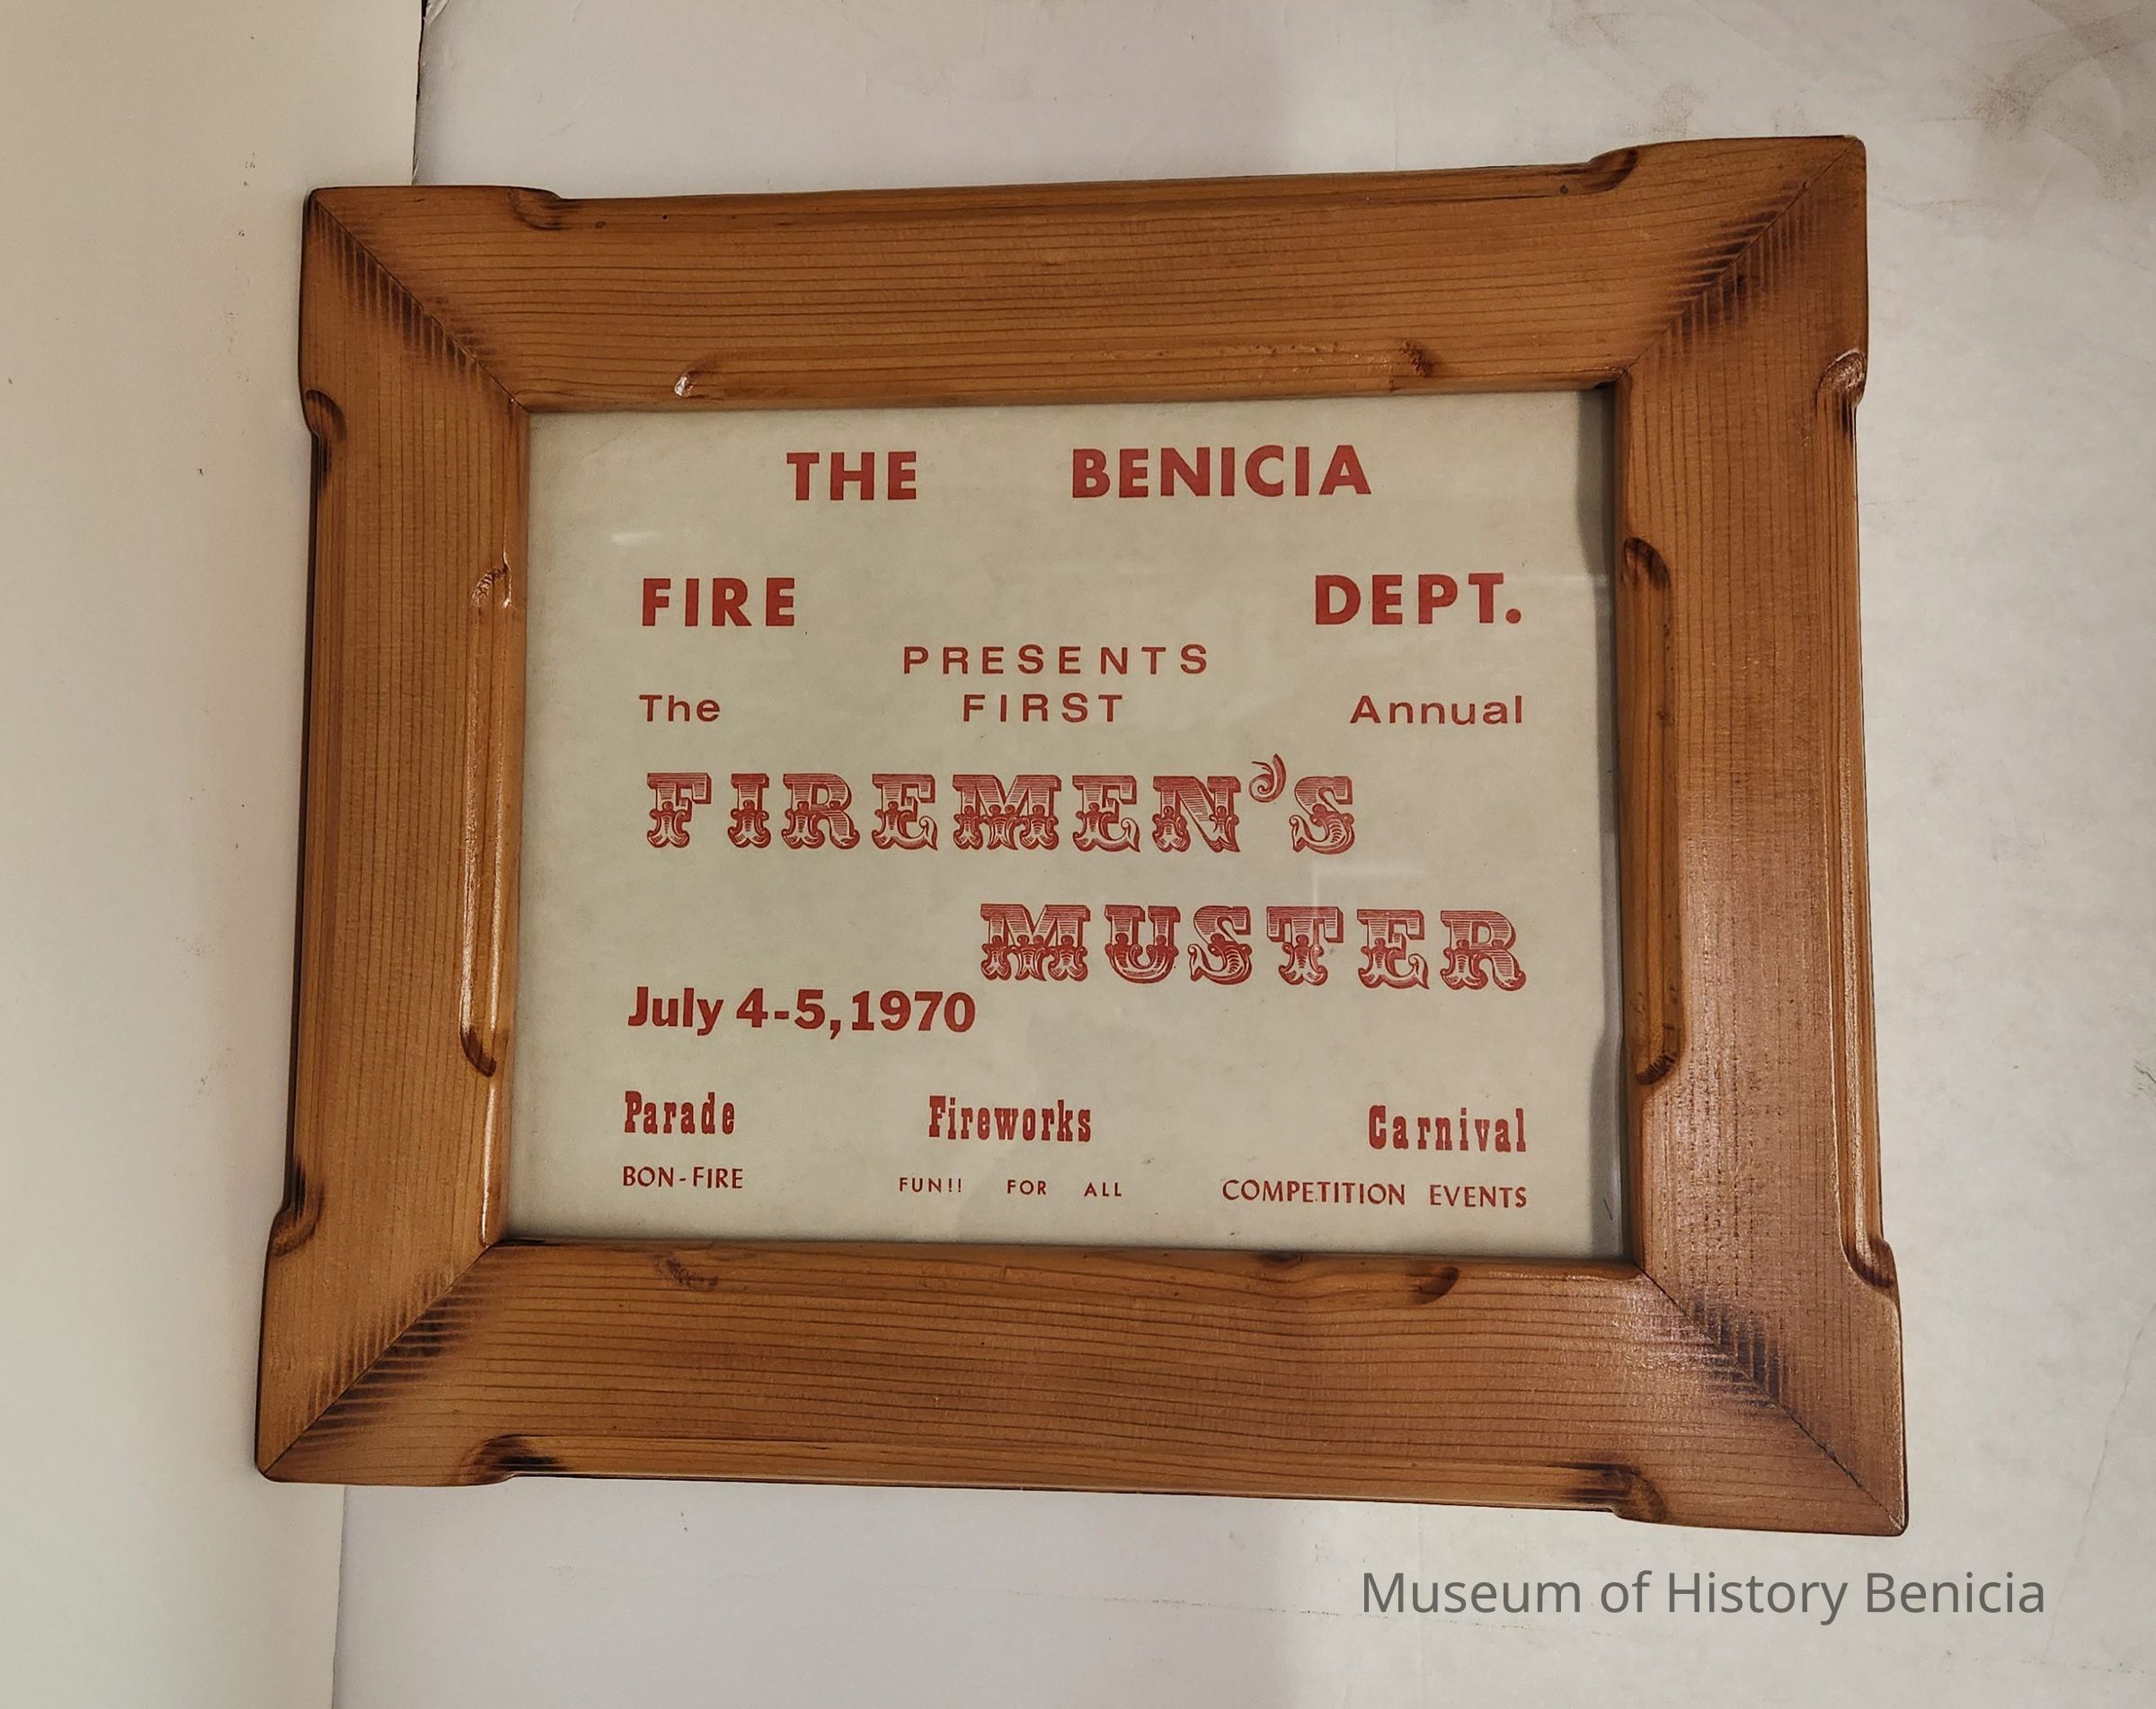 THE BENICIA
FIRE DEPT.
PRESENTS
The FIRST Annual
FIREMEN'S
MUSTER
July 4-5, 1970
Parade Fireworks Carnival
BON-FIRE FUN!! FOR ALL COMPETITION EVENTS
Museum of History Benicia